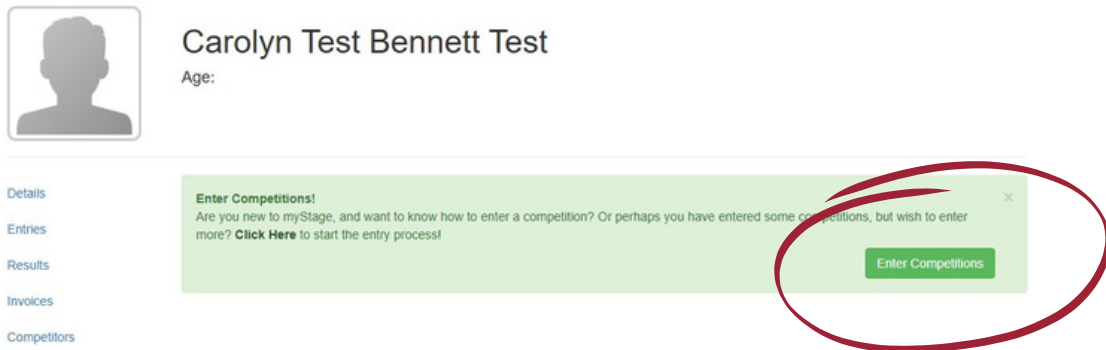 Carolyn Test Bennett Test
Age:
Details
Entries
Results
Invoices
Competitors
Enter Competitions!
×
Are you new to myStage, and want to know how to enter a competition? Or perhaps you have entered some competitions, but wish to enter
more? Click Here to start the entry process!
Enter Competitions